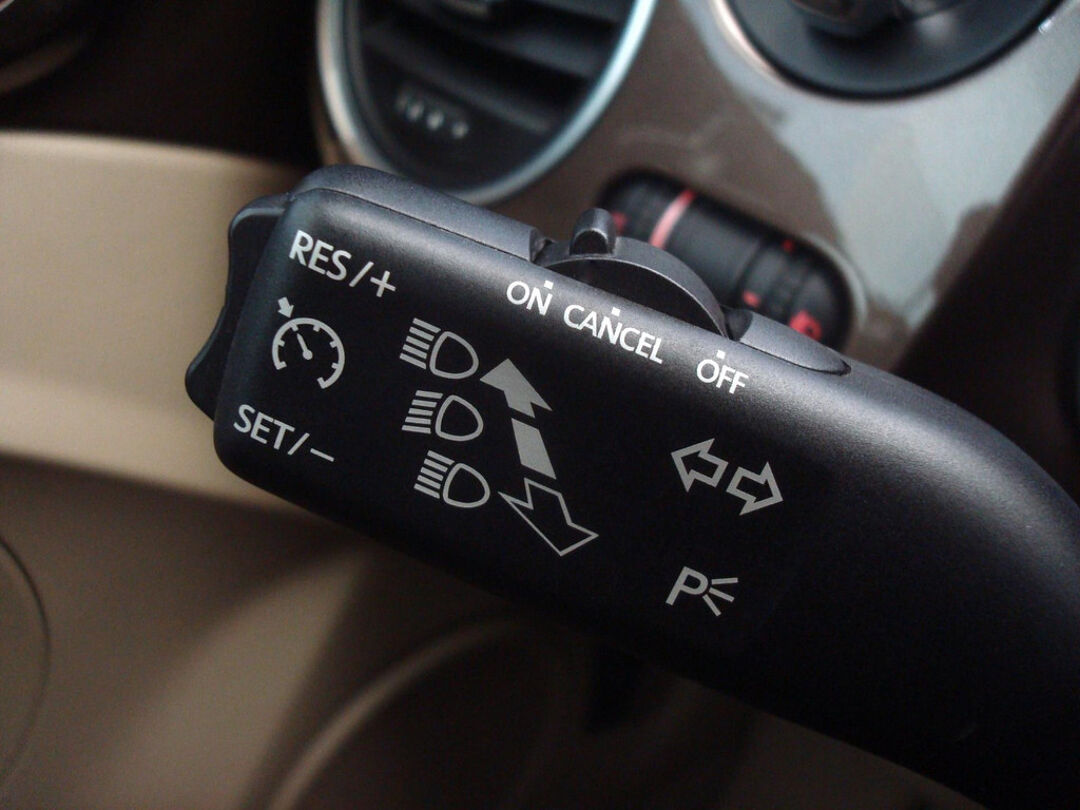 RES/+
ON CANCEL OFF
SET/-
P